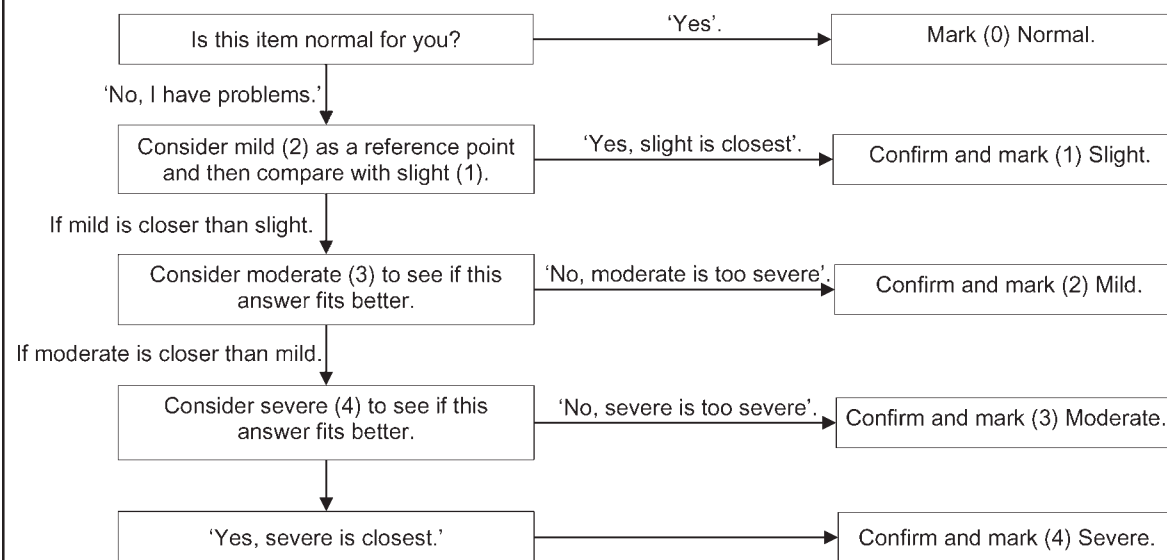 Is this item normal for you?
‘Yes’.
Mark (0) Normal.
‘No, I have problems.’
Consider mild (2) as a reference point
and then compare with slight (1).
‘Yes, slight is closest’.
Confirm and mark (1) Slight.
If mild is closer than slight.
Consider moderate (3) to see if this
answer fits better.
‘No, moderate is too severe’.
Confirm and mark (2) Mild.
If moderate is closer than mild.
Consider severe (4) to see if this
answer fits better.
‘No, severe is too severe’.
Confirm and mark (3) Moderate.
‘Yes, severe is closest.’
Confirm and mark (4) Severe.